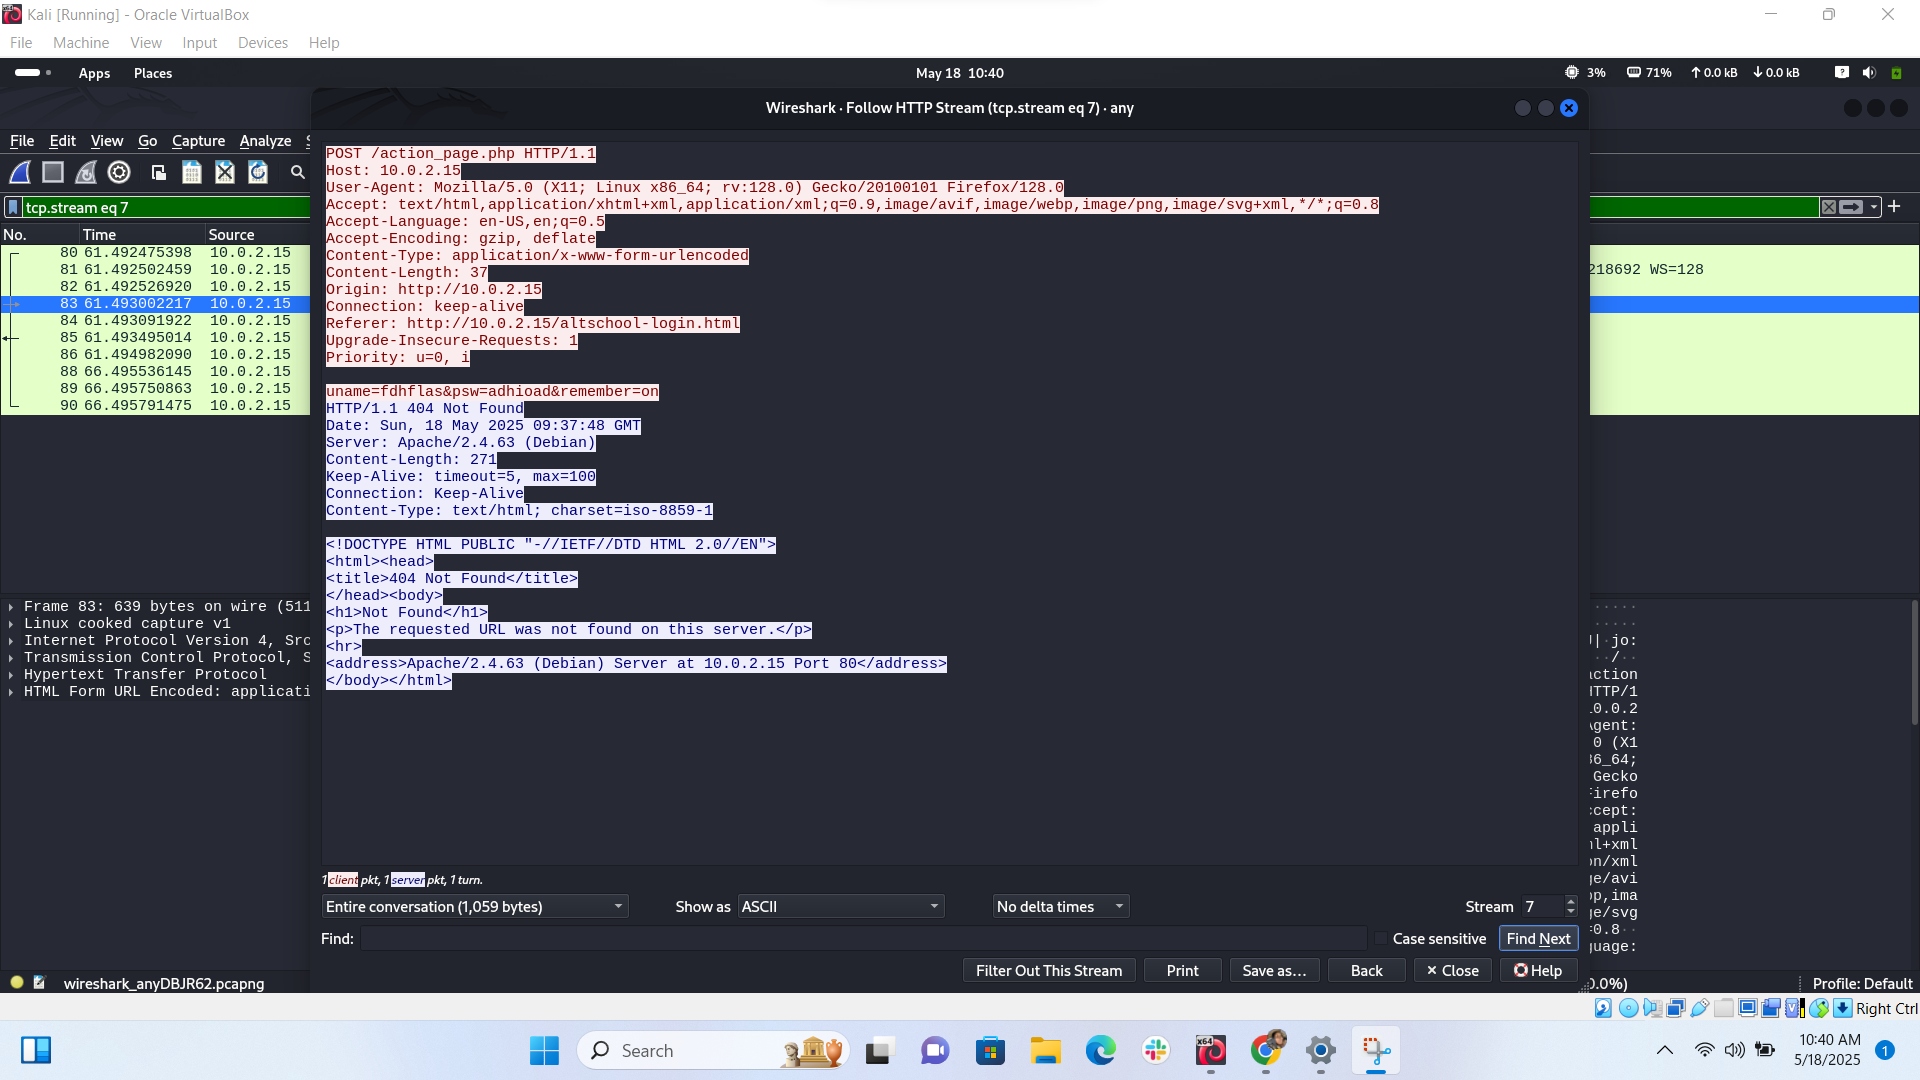 Kali [Running] - Oracle VirtualBox
File Machine View Input Devices Help
Apps Places May 18 10:40 3% 71% 0.0 kB 0.0 kB
Wireshark · Follow HTTP Stream (tcp.stream eq 7) · any
File Edit View Go Capture Analyze
tcp.stream eq 7
No. Time Source
80 61.492475398 10.0.2.15
81 61.492502459 10.0.2.15 218692 WS=128
82 61.492526920 10.0.2.15
83 61.493002217 10.0.2.15
84 61.493091922 10.0.2.15
85 61.493495014 10.0.2.15
86 61.494982090 10.0.2.15
88 66.495536145 10.0.2.15
89 66.495750863 10.0.2.15
90 66.495791475 10.0.2.15
POST /action_page.php HTTP/1.1
Host: 10.0.2.15
User-Agent: Mozilla/5.0 (X11; Linux x86_64; rv:128.0) Gecko/20100101 Firefox/128.0
Accept: text/html,application/xhtml+xml,application/xml;q=0.9,image/avif,image/webp,image/png,image/svg+xml,*/*;q=0.8
Accept-Language: en-US,en;q=0.5
Accept-Encoding: gzip, deflate
Content-Type: application/x-www-form-urlencoded
Content-Length: 37
Origin: http://10.0.2.15
Connection: keep-alive
Referer: http://10.0.2.15/altschool-login.html
Upgrade-Insecure-Requests: 1
Priority: u=0, i
uname=fdhflas&psw=adhioad&remember=on
HTTP/1.1 404 Not Found
Date: Sun, 18 May 2025 09:37:48 GMT
Server: Apache/2.4.63 (Debian)
Content-Length: 271
Keep-Alive: timeout=5, max=100
Connection: Keep-Alive
Content-Type: text/html; charset=iso-8859-1
<!DOCTYPE HTML PUBLIC "-//IETF//DTD HTML 2.0//EN">
<html><head>
<title>404 Not Found</title>
</head><body>
<h1>Not Found</h1>
<p>The requested URL was not found on this server.</p>
<hr>
<address>Apache/2.4.63 (Debian) Server at 10.0.2.15 Port 80</address>
</body></html>
Frame 83: 639 bytes on wire (511
Linux cooked capture v1
Internet Protocol Version 4, Src
Transmission Control Protocol, S
Hypertext Transfer Protocol
HTML Form URL Encoded: applicati
·····
·····
| jo:
·/··
action
HTTP/1
10.0.2
Agent:
0 (X1
86_64;
Gecko
Firefo
ccept:
appli
ml+xml
on/xml
ge/avi
bp,ima
ge/svg
=0.8··
guage:
1 client pkt, 1 server pkt, 1 turn.
Entire conversation (1,059 bytes) Show as ASCII No delta times Stream 7
Find: Case sensitive Find Next
Filter Out This Stream Print Save as… Back Close Help
wireshark_anyDBJR62.pcapng 0.0%) Profile: Default
Right Ctrl
Search
10:40 AM
5/18/2025
1